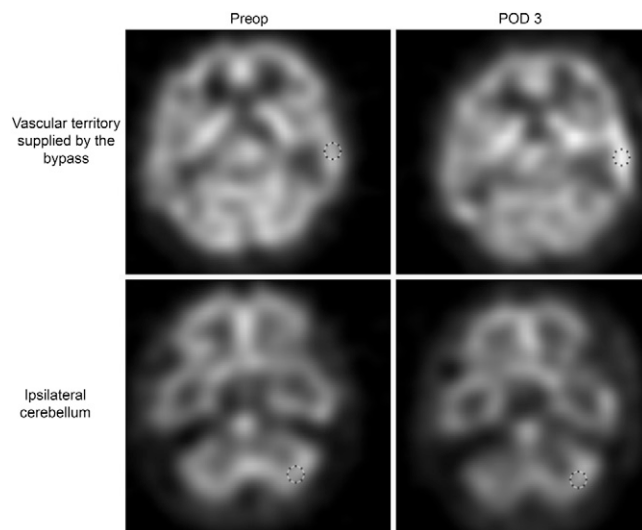 Preop
POD 3
Vascular territory
supplied by the
bypass
Ipsilateral
cerebellum